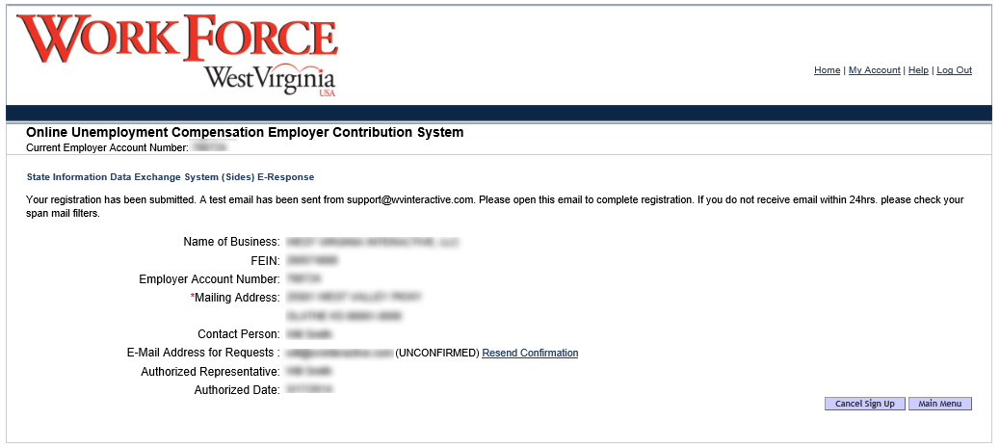 WORK FORCE
West Virginia
USA
Home | My Account | Help | Log Out
Online Unemployment Compensation Employer Contribution System
Current Employer Account Number:
State Information Data Exchange System (Sides) E-Response
Your registration has been submitted. A test email has been sent from support@wvinteractive.com. Please open this email to complete registration. If you do not receive email within 24hrs. please check your
span mail filters.
Name of Business:
FEIN:
Employer Account Number:
*Mailing Address:
Contact Person:
E-Mail Address for Requests : (UNCONFIRMED) Resend Confirmation
Authorized Representative:
Authorized Date:
Cancel Sign Up Main Menu